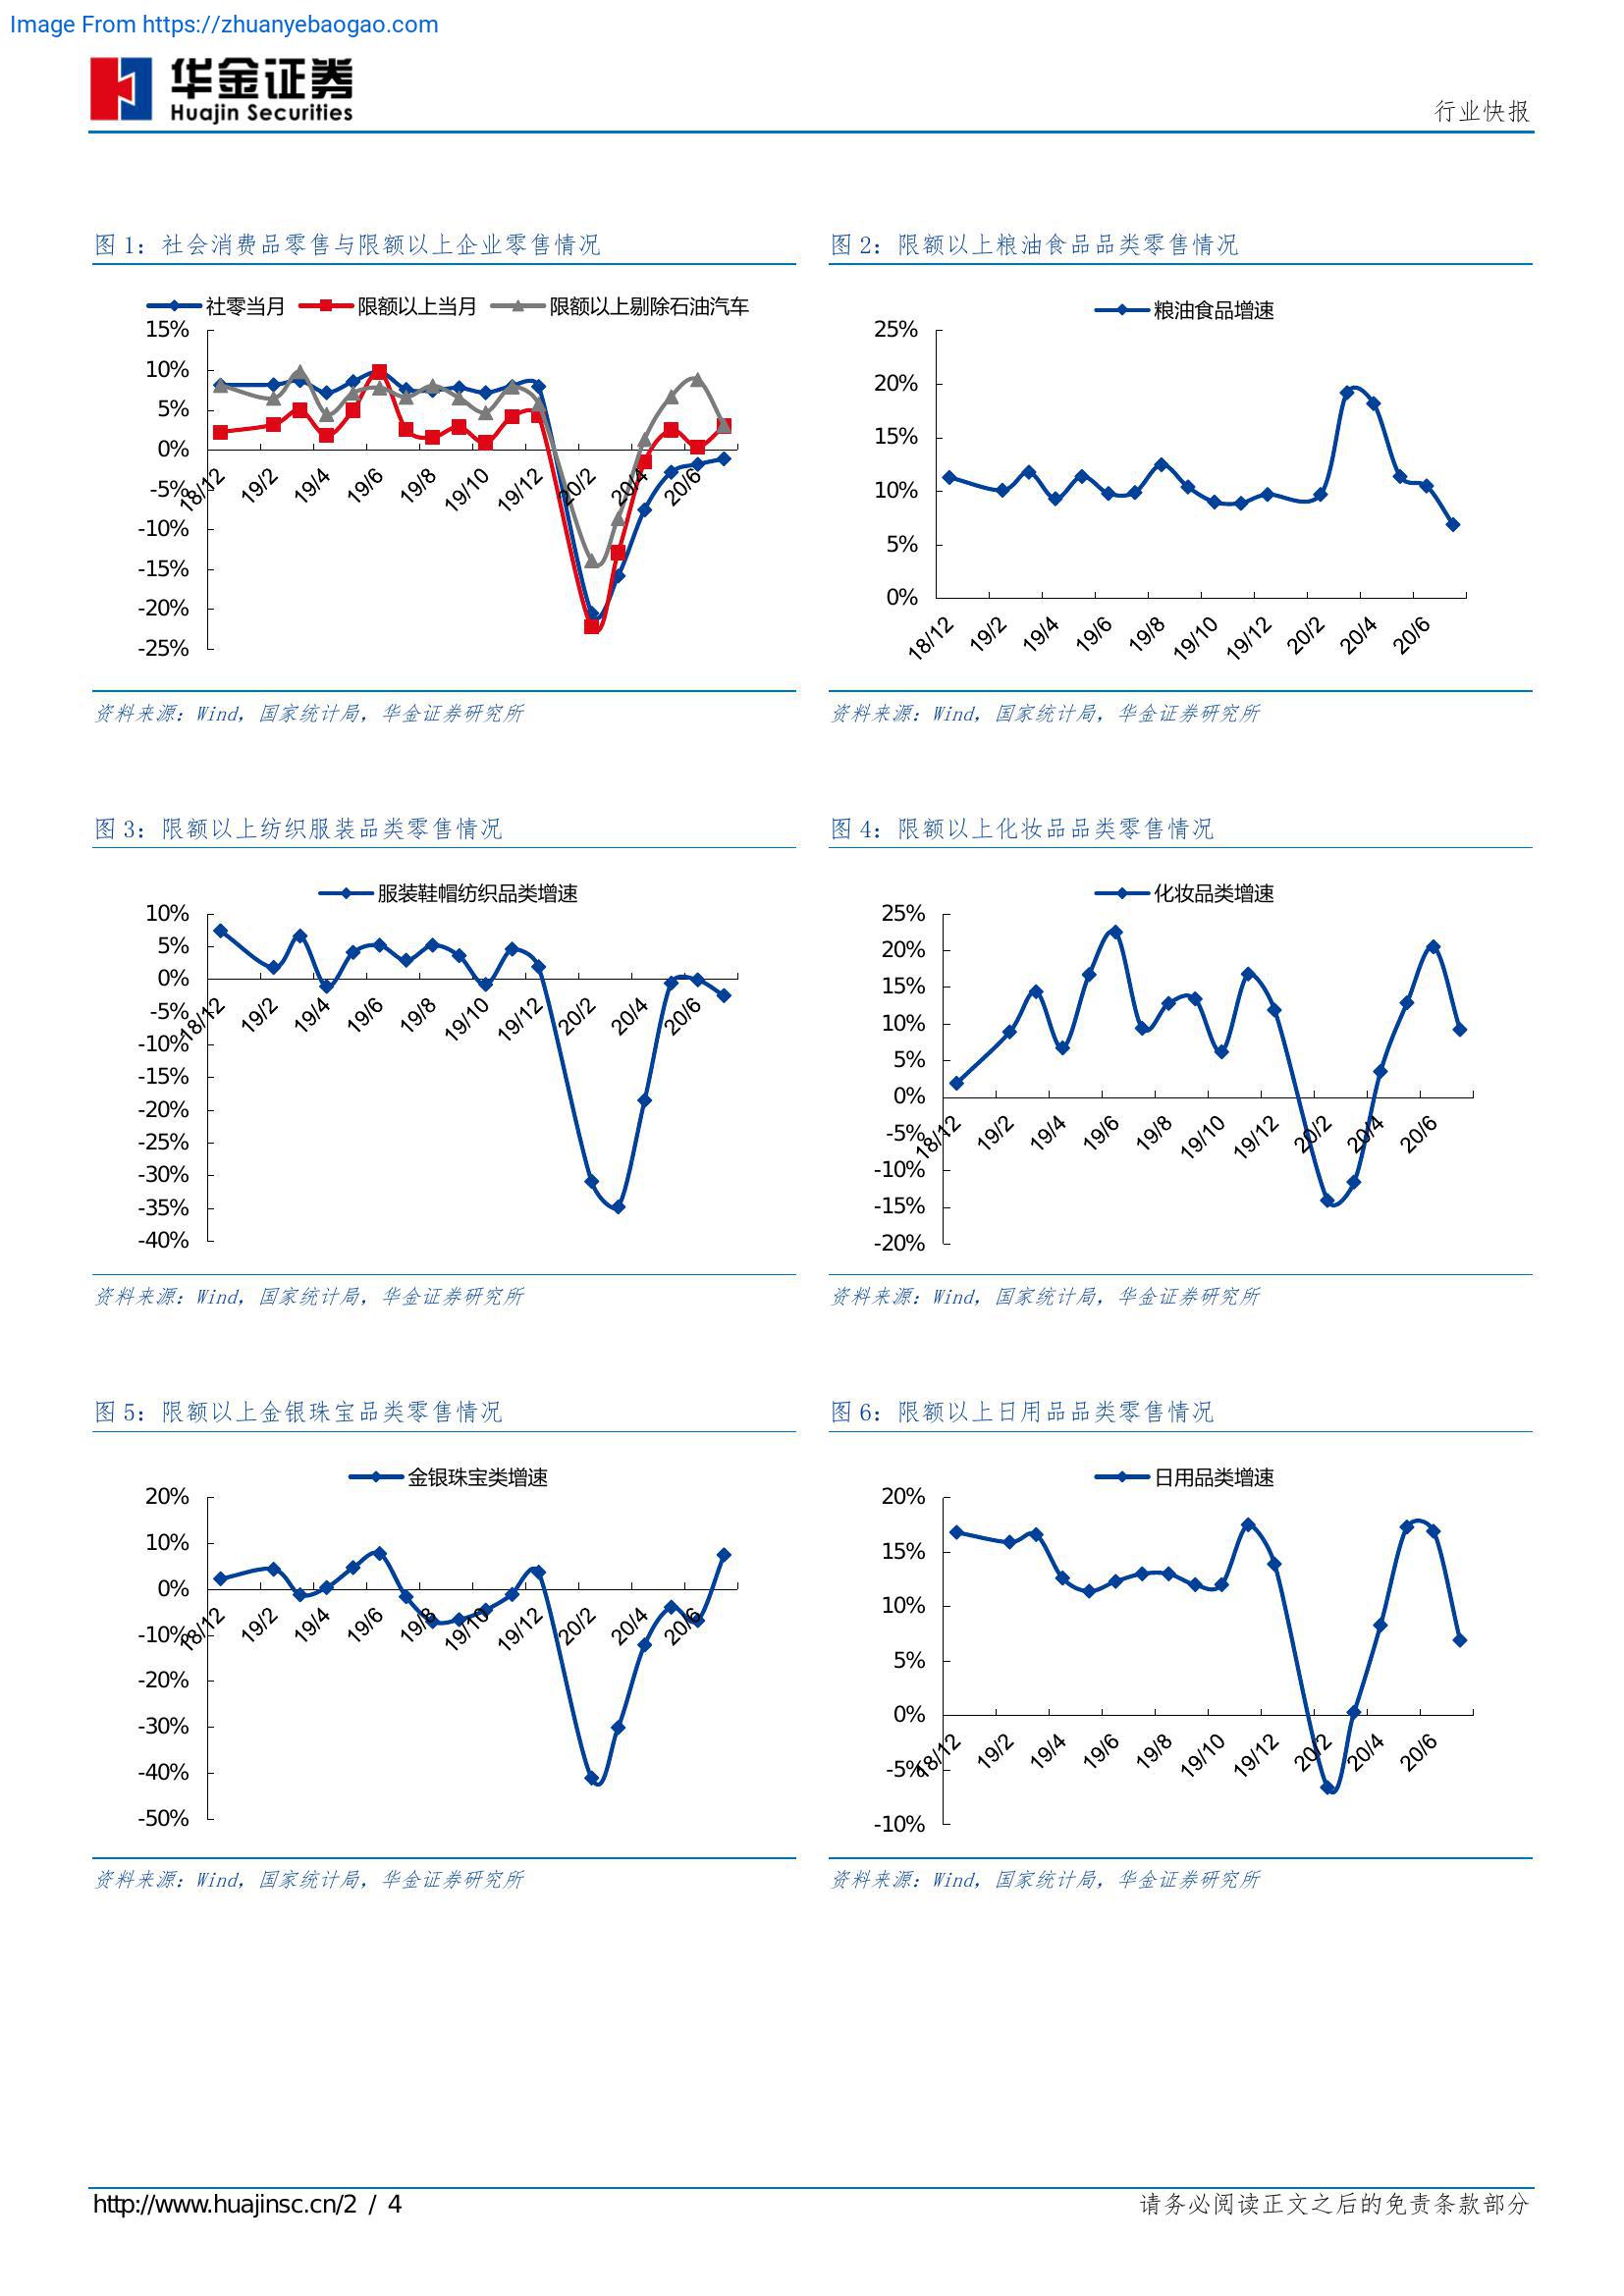 Image From https://zhuanyebaogao.com
华金证券
Huajin Securities
行业快报
图 1：社会消费品零售与限额以上企业零售情况
社零当月 限额以上当月 限额以上剔除石油汽车
15%
10%
5%
0%
-5%
-10%
-15%
-20%
-25%
18/12 19/2 19/4 19/6 19/8 19/10 19/12 20/2 20/4 20/6
资料来源：Wind，国家统计局，华金证券研究所
图 2：限额以上粮油食品品类零售情况
粮油食品增速
25%
20%
15%
10%
5%
0%
18/12 19/2 19/4 19/6 19/8 19/10 19/12 20/2 20/4 20/6
资料来源：Wind，国家统计局，华金证券研究所
图 3：限额以上纺织服装品类零售情况
服装鞋帽纺织品类增速
10%
5%
0%
-5%
-10%
-15%
-20%
-25%
-30%
-35%
-40%
18/12 19/2 19/4 19/6 19/8 19/10 19/12 20/2 20/4 20/6
资料来源：Wind，国家统计局，华金证券研究所
图 4：限额以上化妆品品类零售情况
化妆品类增速
25%
20%
15%
10%
5%
0%
-5%
-10%
-15%
-20%
18/12 19/2 19/4 19/6 19/8 19/10 19/12 20/2 20/4 20/6
资料来源：Wind，国家统计局，华金证券研究所
图 5：限额以上金银珠宝品类零售情况
金银珠宝类增速
20%
10%
0%
-10%
-20%
-30%
-40%
-50%
18/12 19/2 19/4 19/6 19/8 19/10 19/12 20/2 20/4 20/6
资料来源：Wind，国家统计局，华金证券研究所
图 6：限额以上日用品品类零售情况
日用品类增速
20%
15%
10%
5%
0%
-5%
-10%
18/12 19/2 19/4 19/6 19/8 19/10 19/12 20/2 20/4 20/6
资料来源：Wind，国家统计局，华金证券研究所
http://www.huajinsc.cn/2 / 4
请务必阅读正文之后的免责条款部分